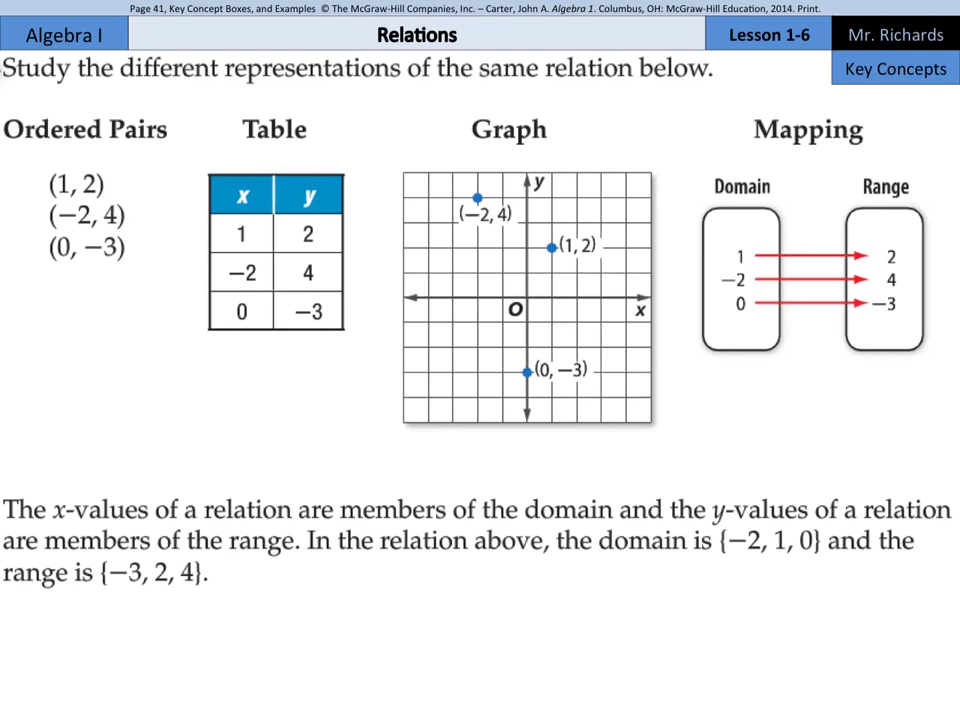 Page 41, Key Concept Boxes, and Examples © The McGraw-Hill Companies, Inc. – Carter, John A. Algebra 1. Columbus, OH: McGraw-Hill Education, 2014. Print.
Algebra I
Relations
Lesson 1-6
Mr. Richards
Study the different representations of the same relation below.
Key Concepts
Ordered Pairs
(1, 2)
(−2, 4)
(0, −3)
Table
x y
1 2
−2 4
0 −3
Graph
y
(−2, 4)
(1, 2)
O x
(0, −3)
Mapping
Domain Range
1 2
−2 4
0 −3
The x-values of a relation are members of the domain and the y-values of a relation
are members of the range. In the relation above, the domain is {−2, 1, 0} and the
range is {−3, 2, 4}.